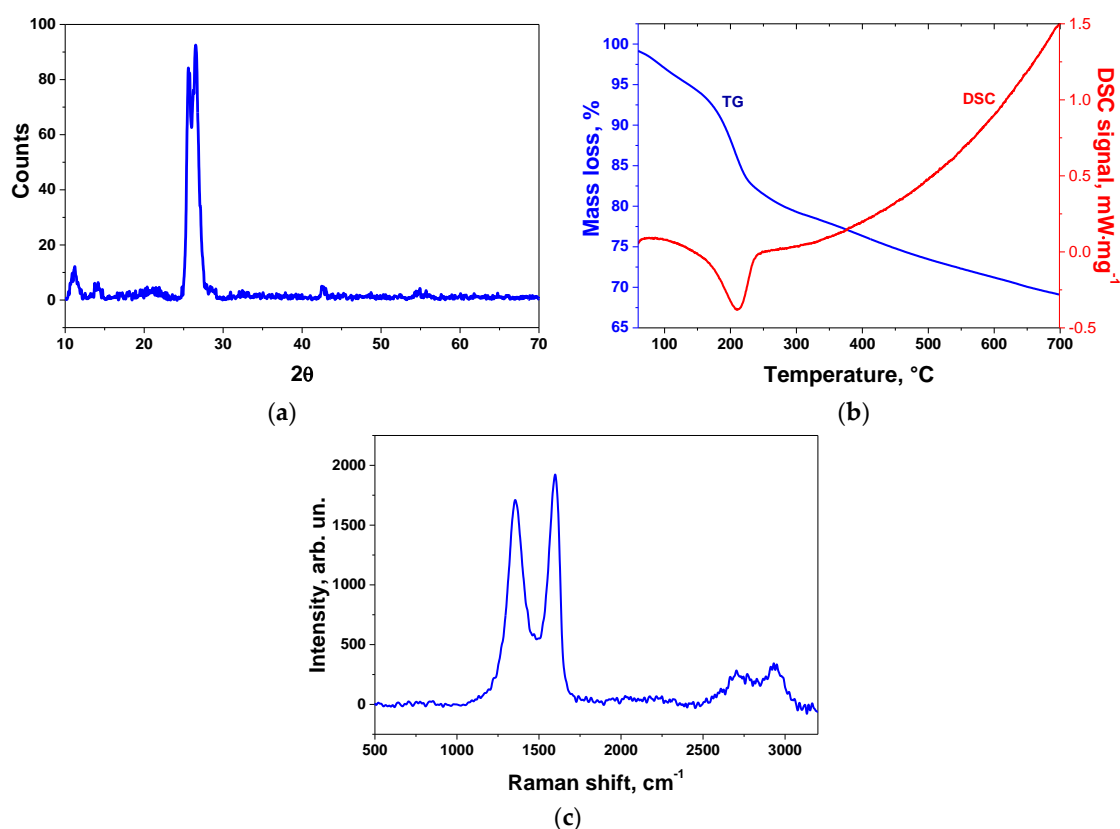 100
80
60
40
20
0
Counts
10 20 30 40 50 60 70
2θ
(a)
100
95
90
85
80
75
70
65
Mass loss, %
TG
DSC
1.5
1.0
0.5
0.0
-0.5
DSC signal, mW·mg⁻¹
100 200 300 400 500 600 700
Temperature, °C
(b)
2000
1500
1000
500
0
Intensity, arb. un.
500 1000 1500 2000 2500 3000
Raman shift, cm⁻¹
(c)